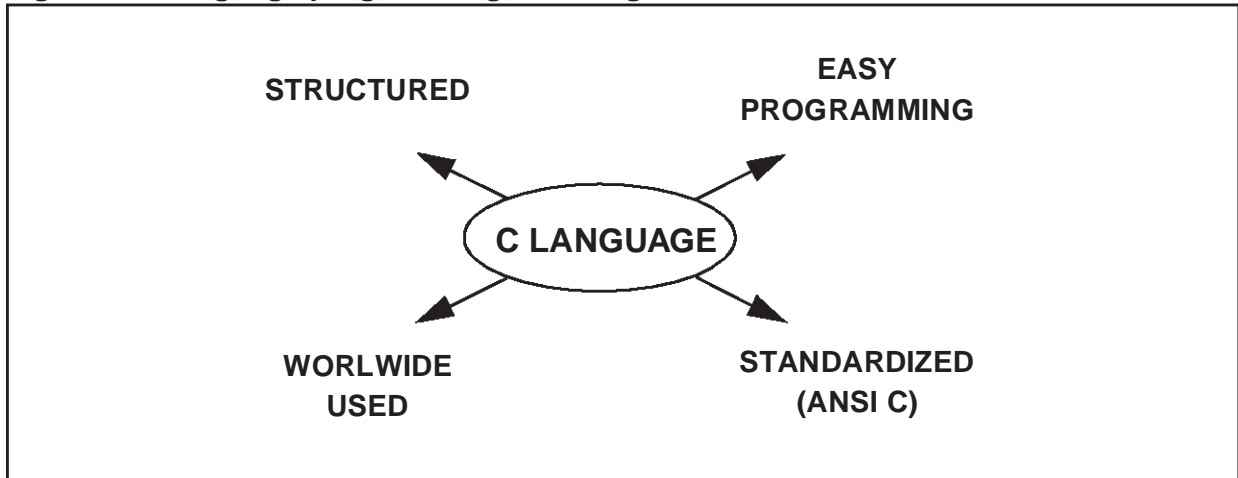 STRUCTURED
EASY
PROGRAMMING
C LANGUAGE
WORLWIDE
USED
STANDARDIZED
(ANSI C)